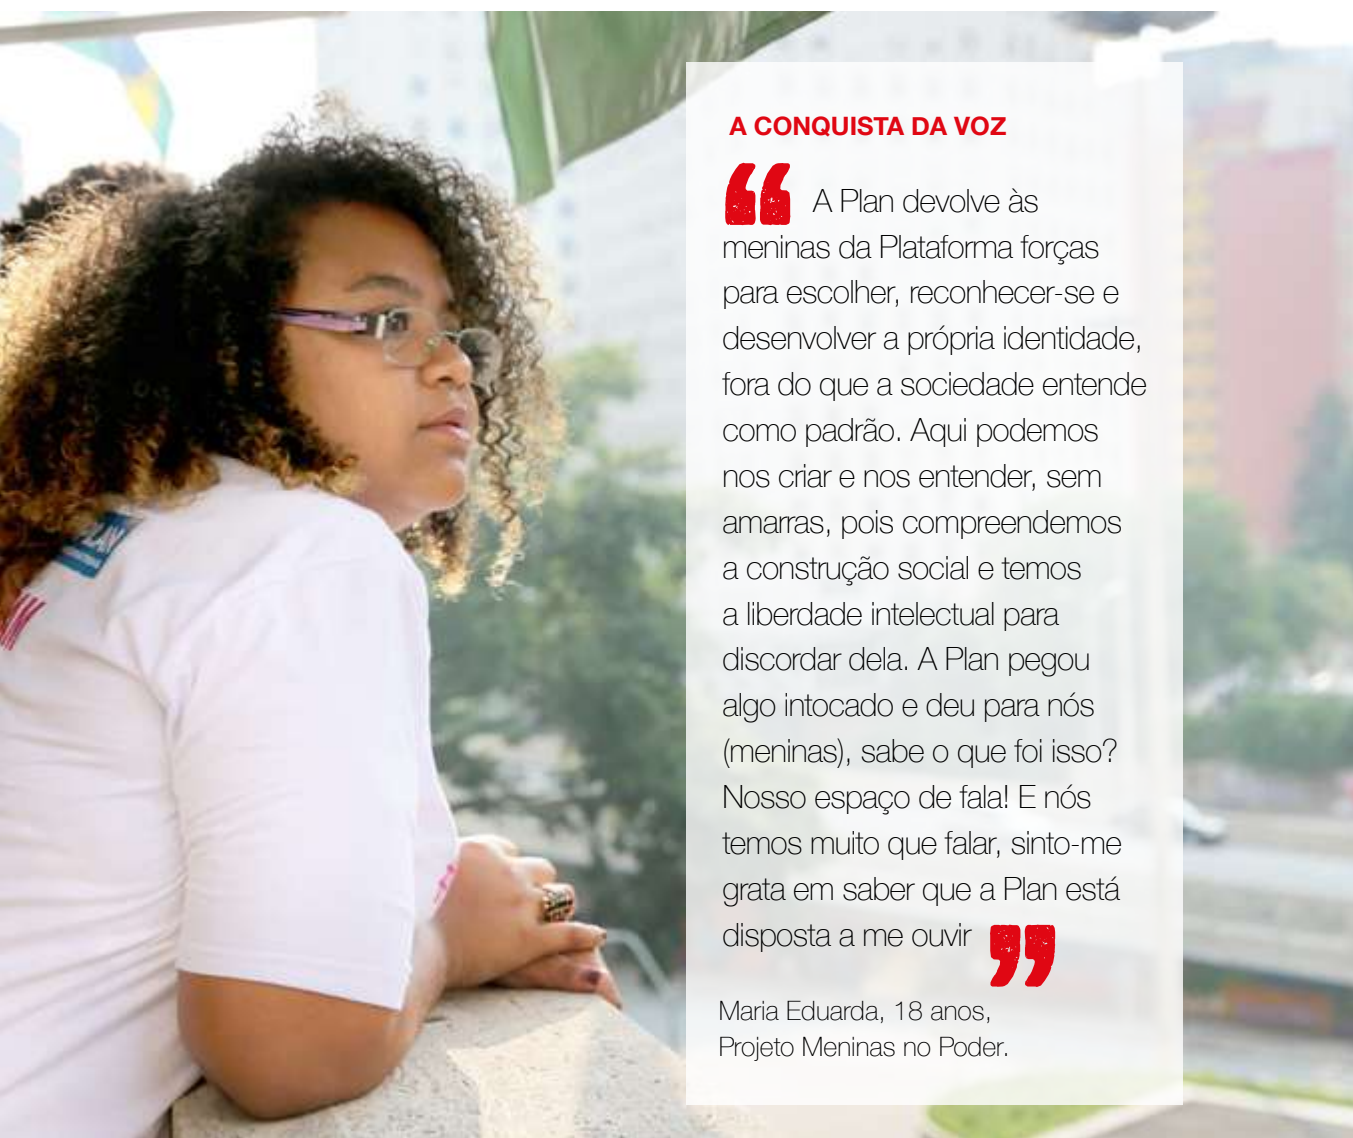 A CONQUISTA DA VOZ
“ A Plan devolve às
meninas da Plataforma forças
para escolher, reconhecer-se e
desenvolver a própria identidade,
fora do que a sociedade entende
como padrão. Aqui podemos
nos criar e nos entender, sem
amarras, pois compreendemos
a construção social e temos
a liberdade intelectual para
discordar dela. A Plan pegou
algo intocado e deu para nós
(meninas), sabe o que foi isso?
Nosso espaço de fala! E nós
temos muito que falar, sinto-me
grata em saber que a Plan está
disposta a me ouvir ”
Maria Eduarda, 18 anos,
Projeto Meninas no Poder.